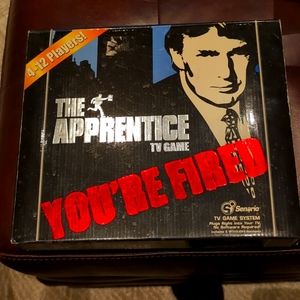 4-12 Players!
THE
APPRENTICE
TV GAME
YOU'RE FIRED
Senario
TV GAME SYSTEM
Plugs Right Into Your TV.
No Software Required!